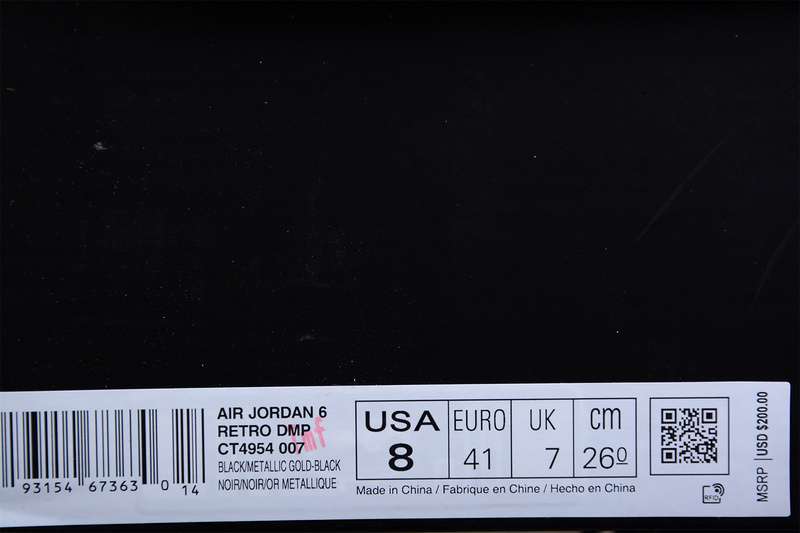 AIR JORDAN 6
RETRO DMP
CT4954 007
BLACK/METALLIC GOLD-BLACK
NOIR/NOIR/OR METALLIQUE
93154 67363 0 14
USA EURO UK cm
8 41 7 26⁰
Made in China / Fabrique en Chine / Hecho en China
RFID
MSRP | USD $200.00